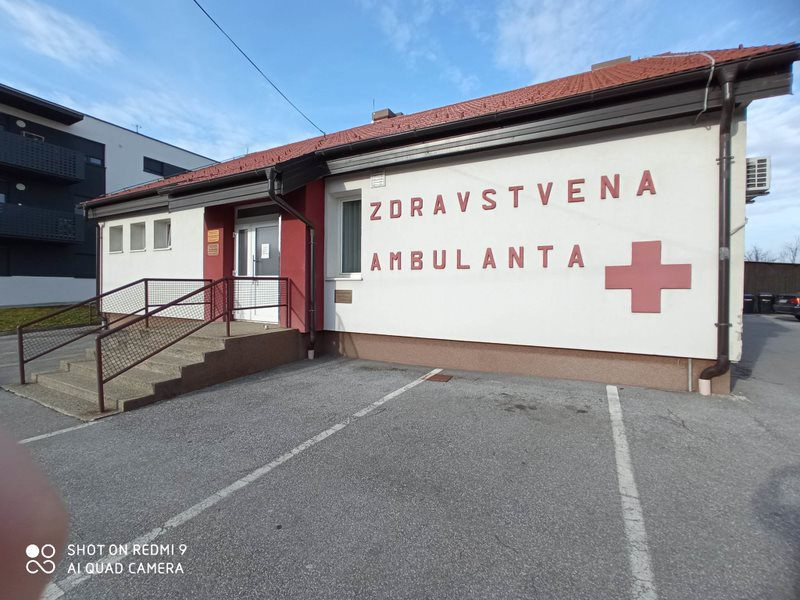 ZDRAVSTVENA
AMBULANTA
SHOT ON REDMI 9
AI QUAD CAMERA